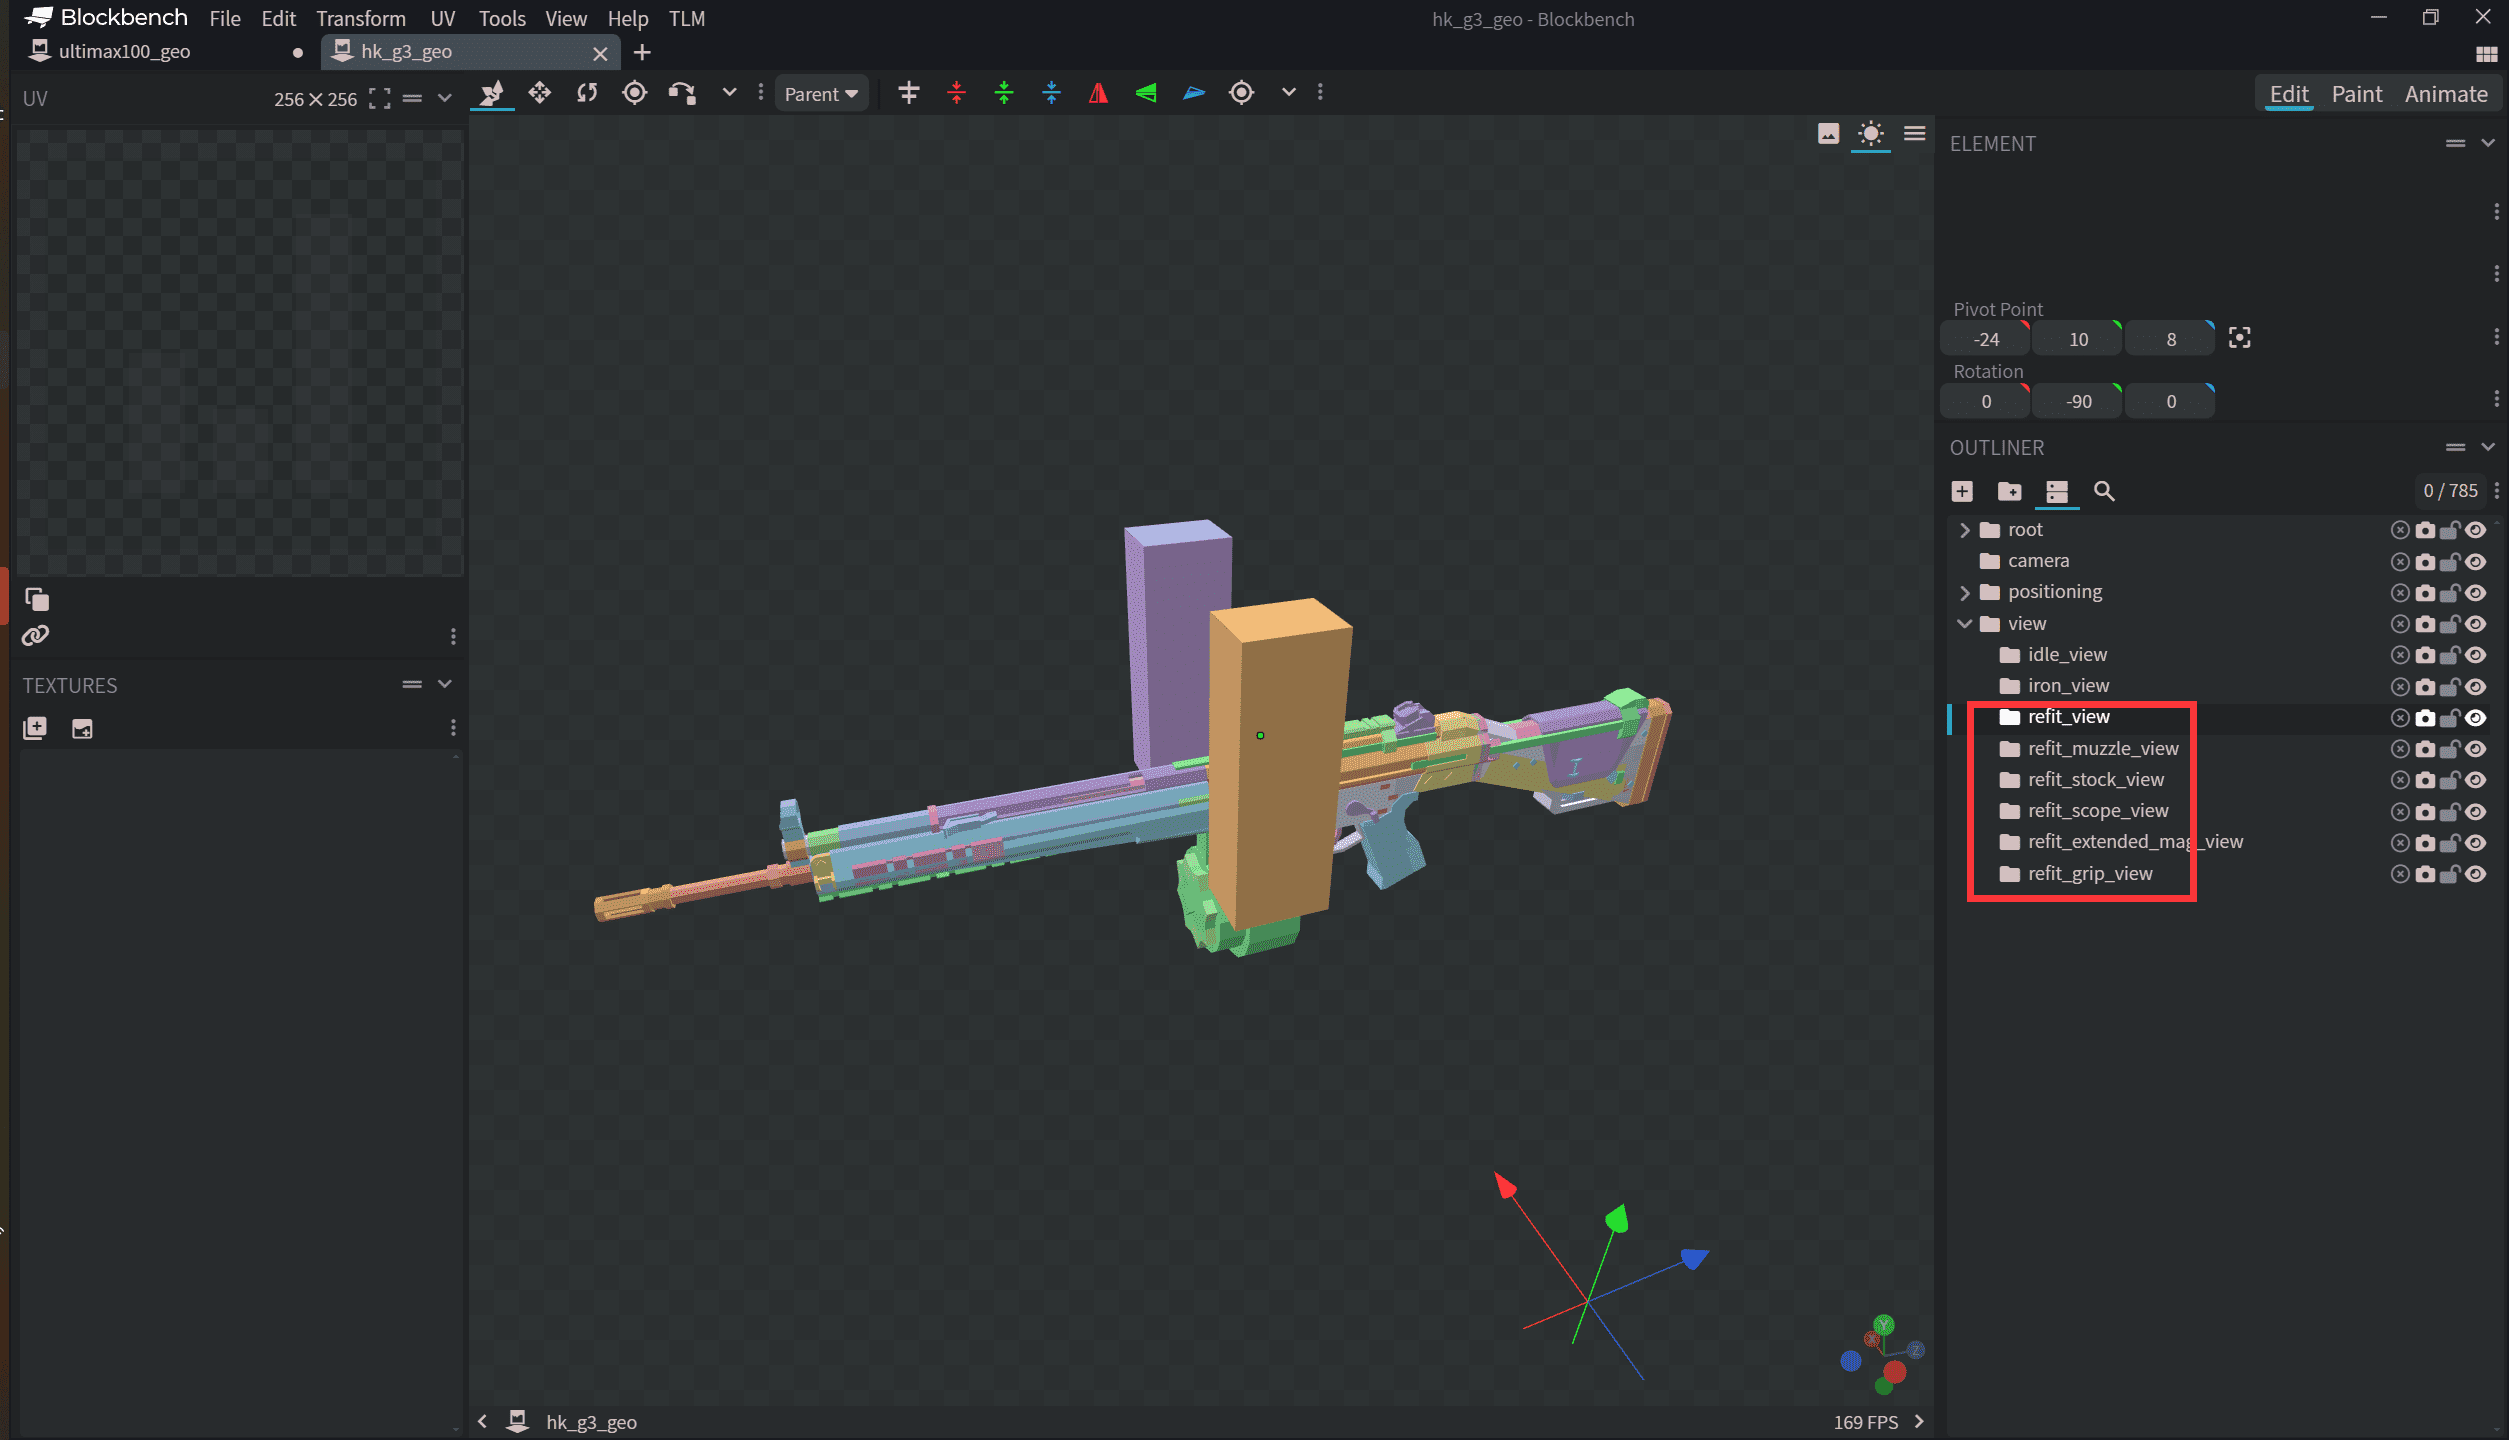 Blockbench File Edit Transform UV Tools View Help TLM
hk_g3_geo - Blockbench
ultimax100_geo
hk_g3_geo
UV
256×256
Parent
Edit Paint Animate
ELEMENT
Pivot Point
-24 10 8
Rotation
0 -90 0
OUTLINER
0 / 785
root
camera
positioning
view
idle_view
iron_view
refit_view
refit_muzzle_view
refit_stock_view
refit_scope_view
refit_extended_mag_view
refit_grip_view
TEXTURES
Y
X
Z
hk_g3_geo
169 FPS